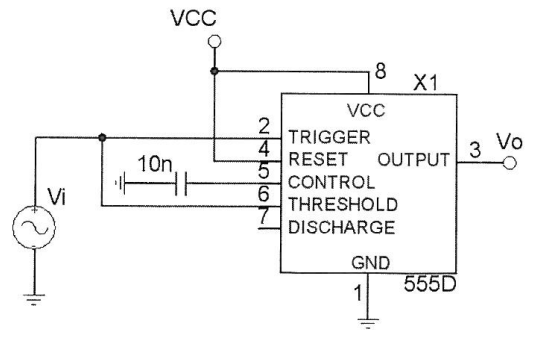 VCC
8
X1
VCC
2
TRIGGER
4
RESET
OUTPUT
3
Vo
10n
5
CONTROL
6
THRESHOLD
Vi
+
7
DISCHARGE
GND
1
555D